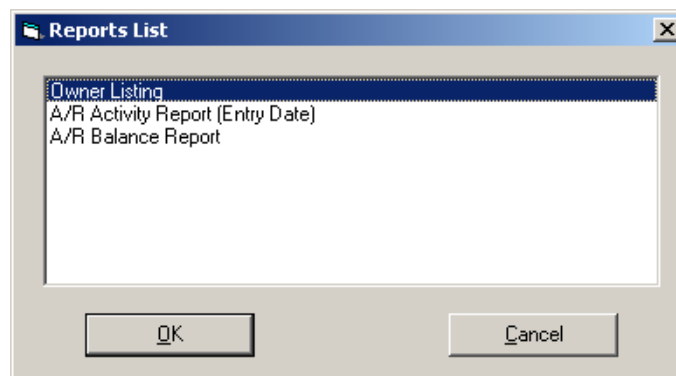 Reports List
Owner Listing
A/R Activity Report (Entry Date)
A/R Balance Report
OK
Cancel